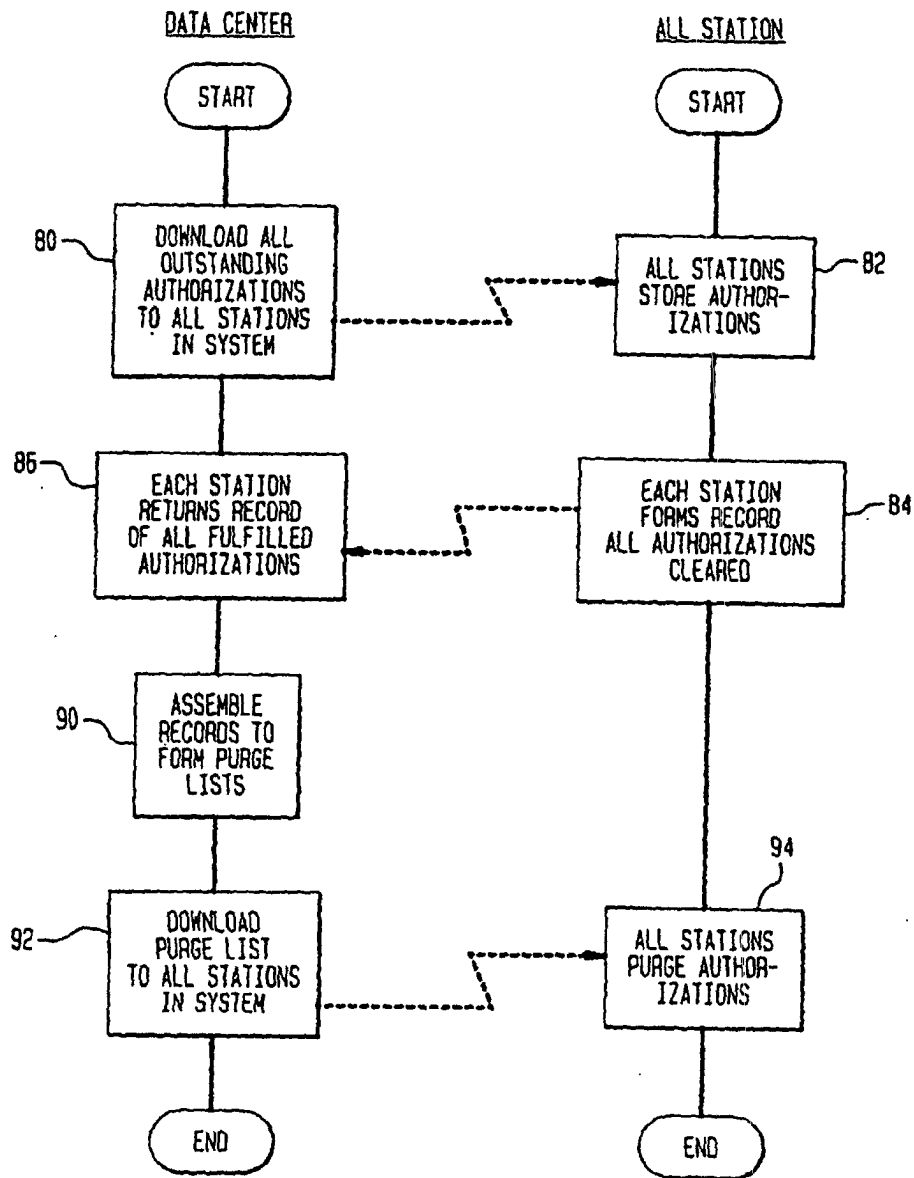 DATA CENTER
ALL STATION
START
START
80
DOWNLOAD ALL
OUTSTANDING
AUTHORIZATIONS
TO ALL STATIONS
IN SYSTEM
ALL STATIONS
STORE AUTHOR-
IZATIONS
82
86
EACH STATION
RETURNS RECORD
OF ALL FULFILLED
AUTHORIZATIONS
EACH STATION
FORMS RECORD
ALL AUTHORIZATIONS
CLEARED
84
90
ASSEMBLE
RECORDS TO
FORM PURGE
LISTS
92
DOWNLOAD
PURGE LIST
TO ALL STATIONS
IN SYSTEM
94
ALL STATIONS
PURGE AUTHOR-
IZATIONS
END
END